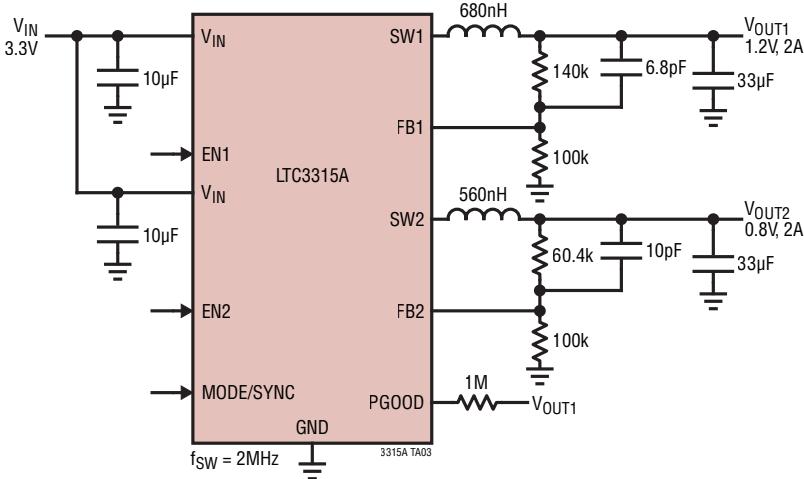 VIN
3.3V
10µF
10µF
VIN
EN1
VIN
EN2
MODE/SYNC
LTC3315A
GND
fSW = 2MHz
SW1
FB1
SW2
FB2
PGOOD
3315A TA03
680nH
140k
6.8pF
33µF
VOUT1
1.2V, 2A
100k
560nH
60.4k
10pF
33µF
VOUT2
0.8V, 2A
100k
1M
VOUT1